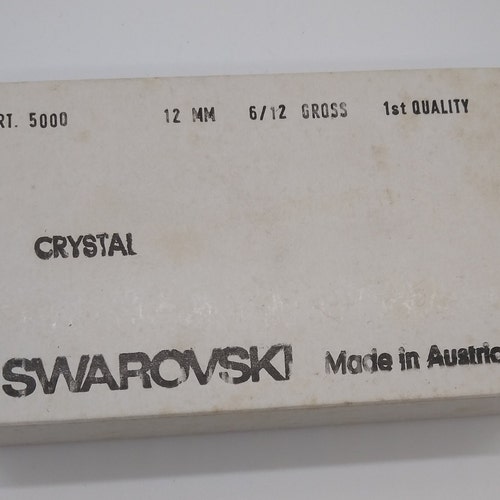 RT. 5000 12 MM 6/12 GROSS 1st QUALITY
CRYSTAL
SWAROVSKI Made in Austria